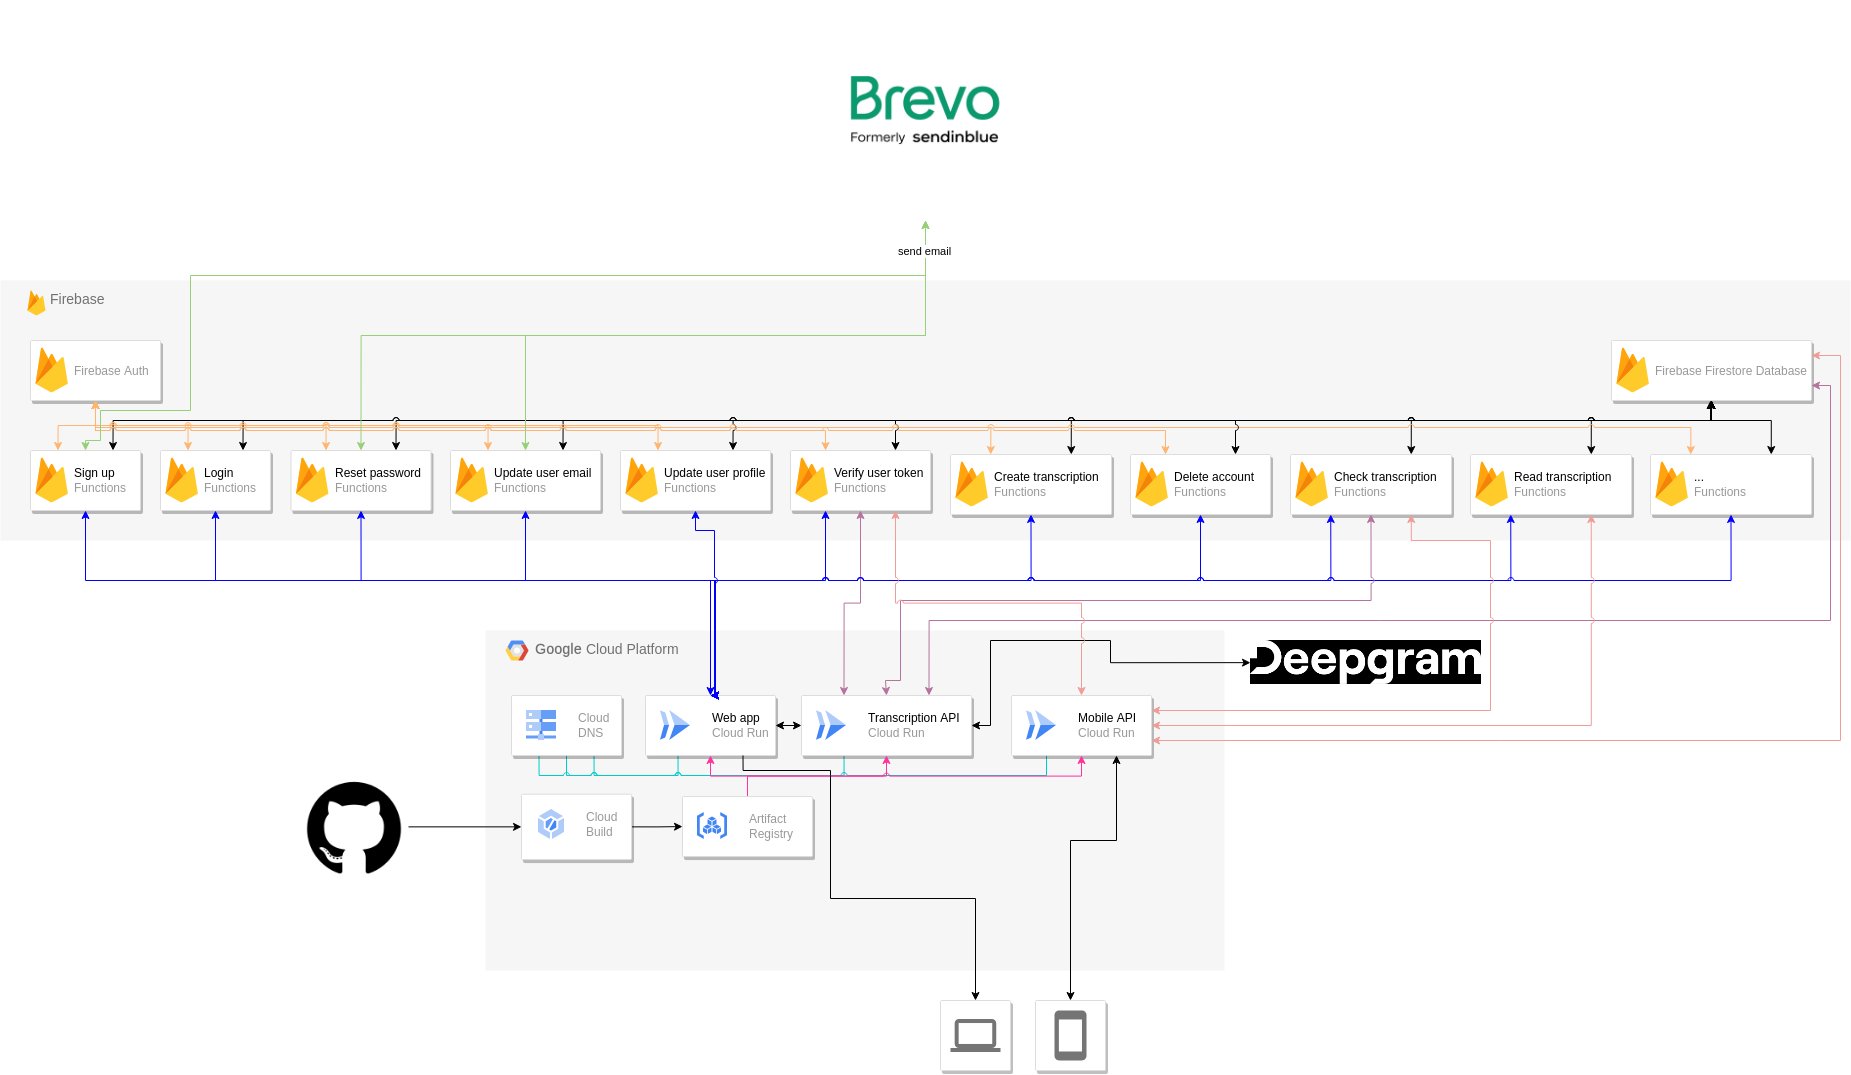 Brevo
Formerly sendinblue
send email
Firebase
Firebase Auth
Firebase Firestore Database
Sign up
Functions
Login
Functions
Reset password
Functions
Update user email
Functions
Update user profile
Functions
Verify user token
Functions
Create transcription
Functions
Delete account
Functions
Check transcription
Functions
Read transcription
Functions
...
Functions
Google Cloud Platform
Deepgram
Cloud
DNS
Web app
Cloud Run
Transcription API
Cloud Run
Mobile API
Cloud Run
Cloud
Build
Artifact
Registry